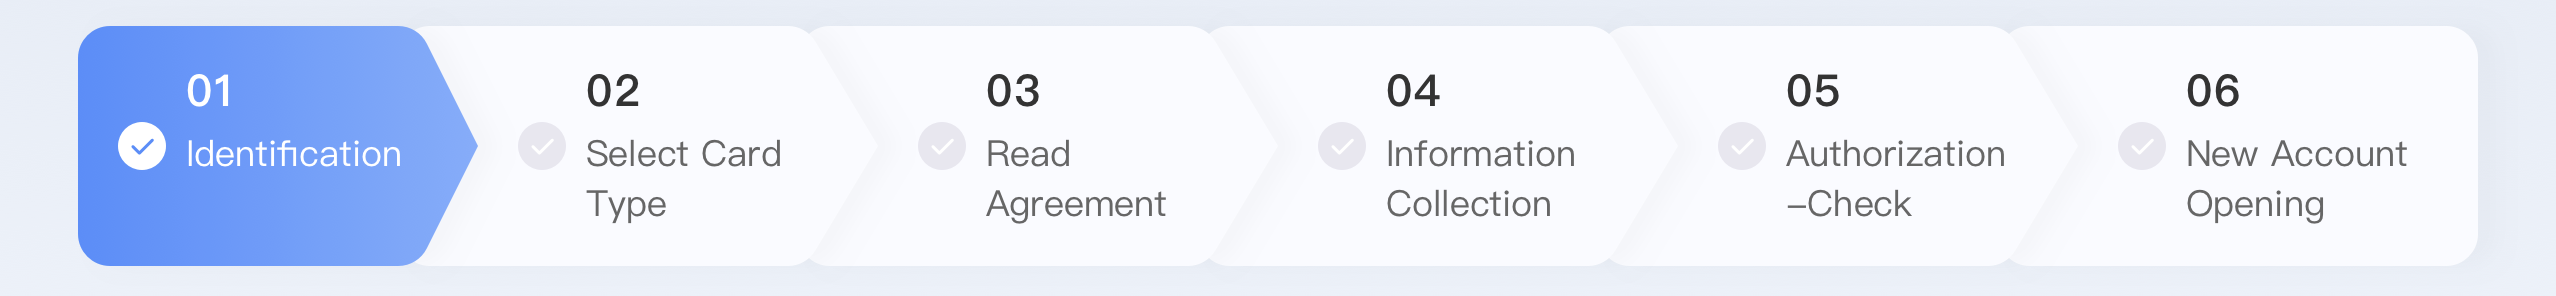 01
Identification
02
Select Card
Type
03
Read
Agreement
04
Information
Collection
05
Authorization
–Check
06
New Account
Opening